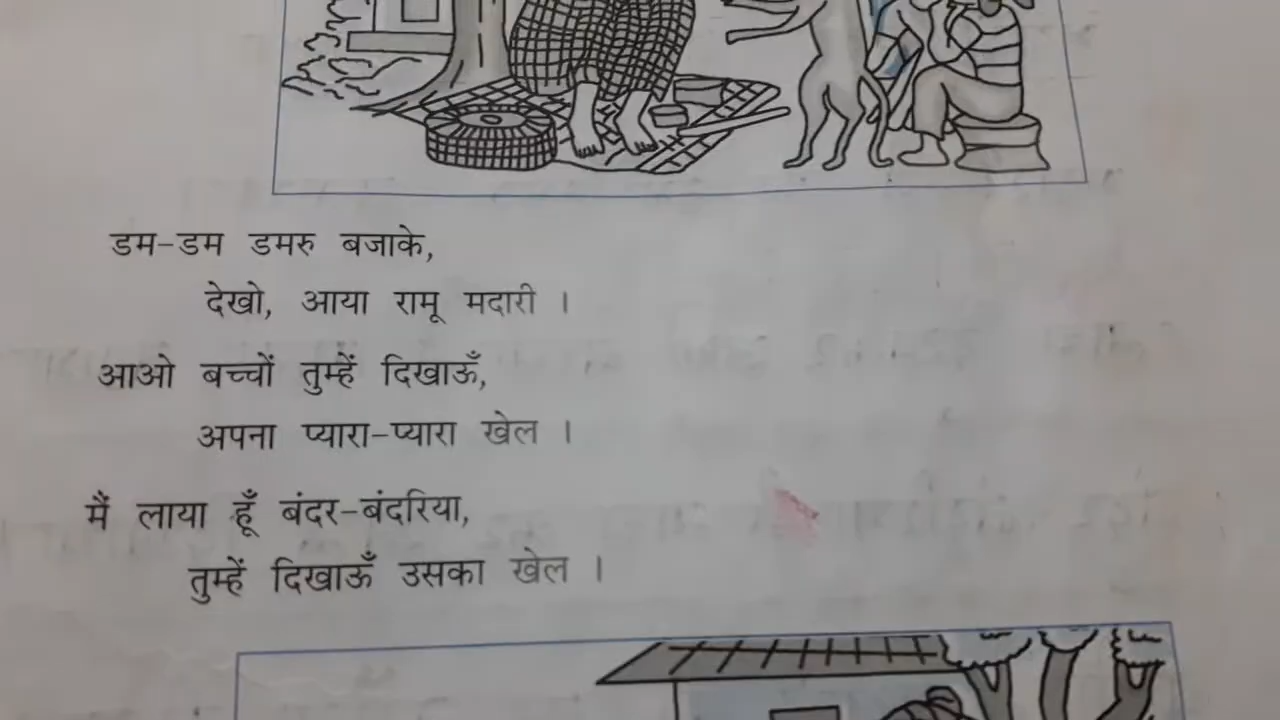 डम-डम डमरु बजाके,
देखो, आया रामू मदारी ।
आओ बच्चों तुम्हें दिखाऊँ,
अपना प्यारा-प्यारा खेल ।
मैं लाया हूँ बंदर-बंदरिया,
तुम्हें दिखाऊँ उसका खेल ।